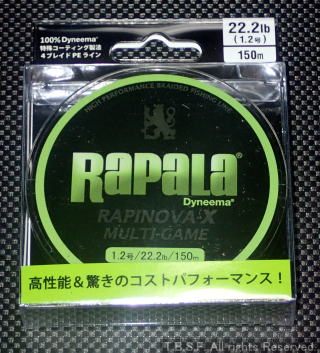 100%Dyneema®
特殊コーティング製法
4ブレイドPEライン
22.2lb
(1.2号)
150m
HIGH PERFORMANCE BRAIDED FISHING LINE
RAPALA
Dyneema®
RAPINOVA-X
MULTI-GAME
1.2号/22.2lb/150m
高性能&驚きのコストパフォーマンス!
T.B.S.F. All rights Reserved.